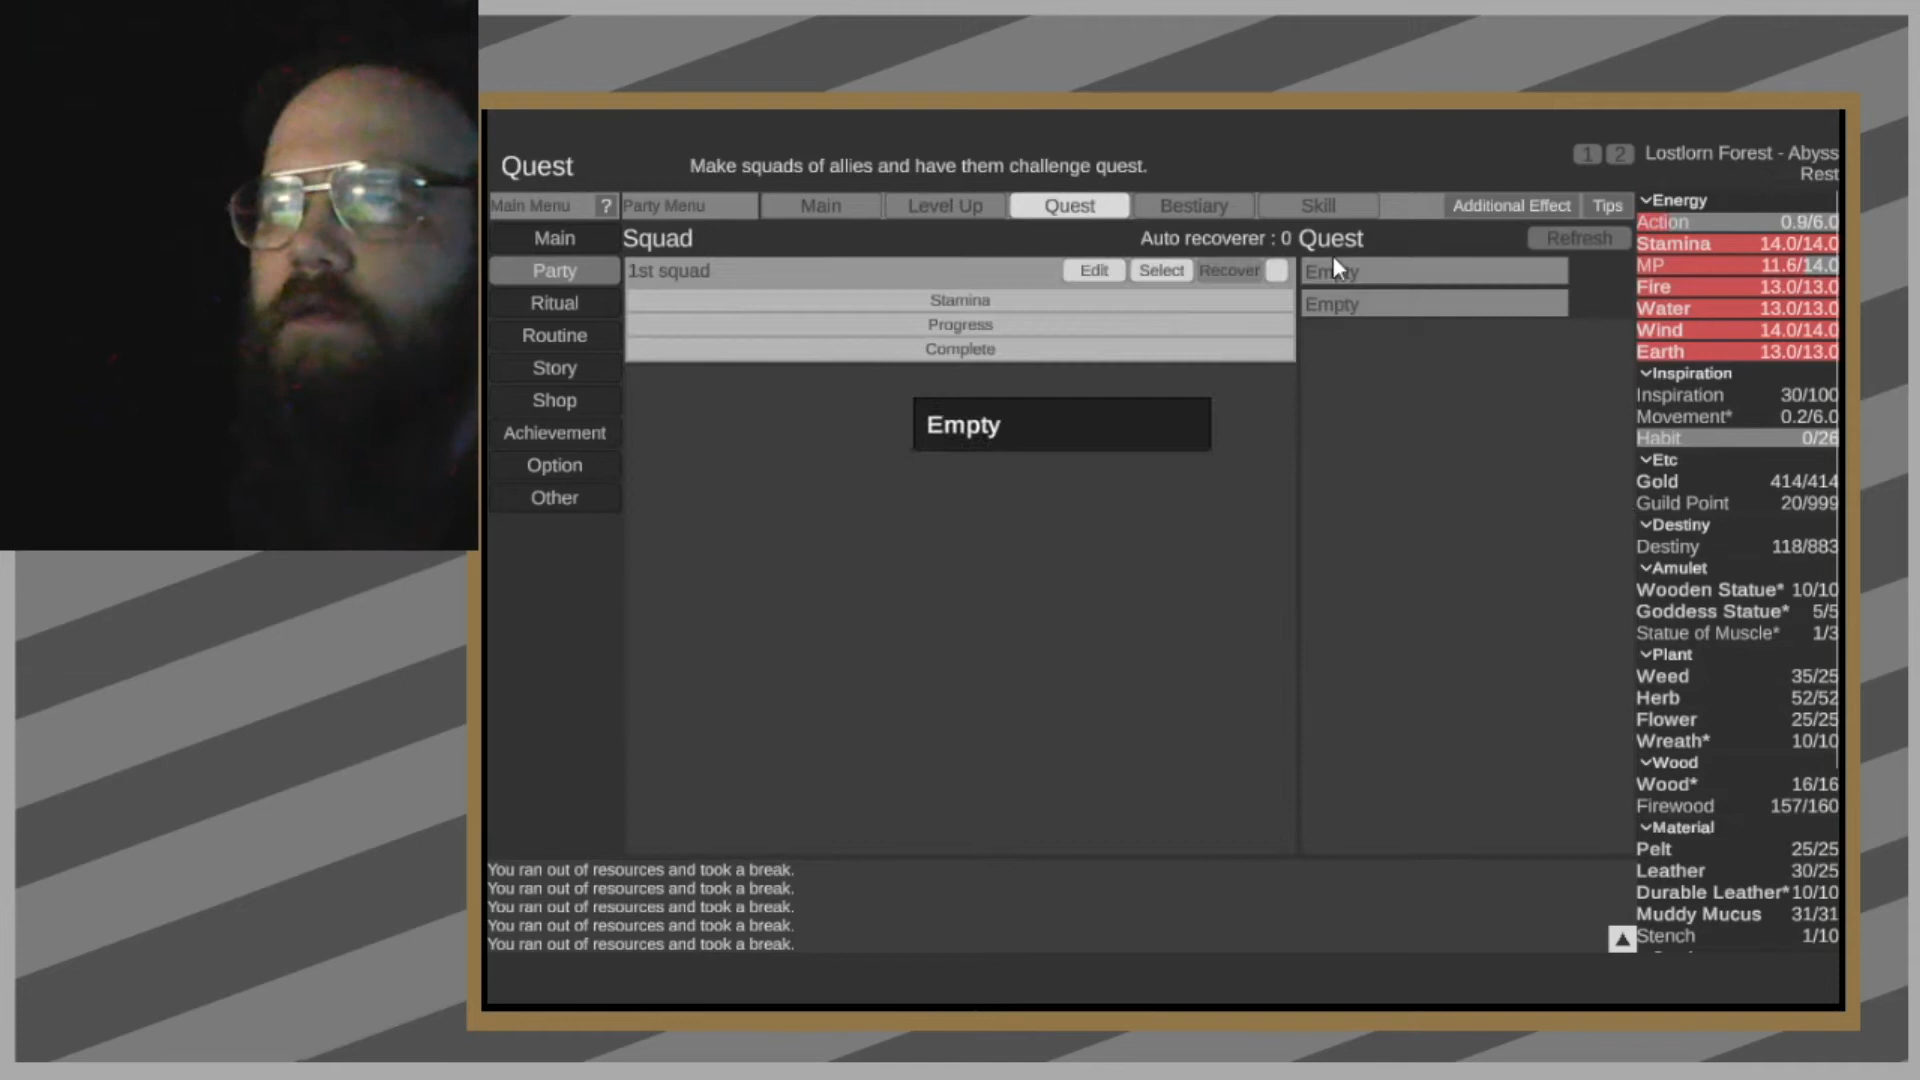 Quest
Make squads of allies and have them challenge quest.
1 2 Lostlorn Forest - Abyss
Rest
Main Menu ? Party Menu Main Level Up Quest Bestiary Skill Additional Effect Tips
Main
Party
Ritual
Routine
Story
Shop
Achievement
Option
Other
Squad Auto recoverer : 0
1st squad Edit Select Recover
Stamina
Progress
Complete
Empty
Quest Refresh
Empty
Empty
Energy
Action 0.9/6.0
Stamina 14.0/14.0
MP 11.6/14.0
Fire 13.0/13.0
Water 13.0/13.0
Wind 14.0/14.0
Earth 13.0/13.0
Inspiration
Inspiration 30/100
Movement* 0.2/6.0
Habit 0/26
Etc
Gold 414/414
Guild Point 20/999
Destiny
Destiny 118/883
Amulet
Wooden Statue* 10/10
Goddess Statue* 5/5
Statue of Muscle* 1/3
Plant
Weed 35/25
Herb 52/52
Flower 25/25
Wreath* 10/10
Wood
Wood* 16/16
Firewood 157/160
Material
Pelt 25/25
Leather 30/25
Durable Leather* 10/10
Muddy Mucus 31/31
Stench 1/10
You ran out of resources and took a break.
You ran out of resources and took a break.
You ran out of resources and took a break.
You ran out of resources and took a break.
You ran out of resources and took a break.